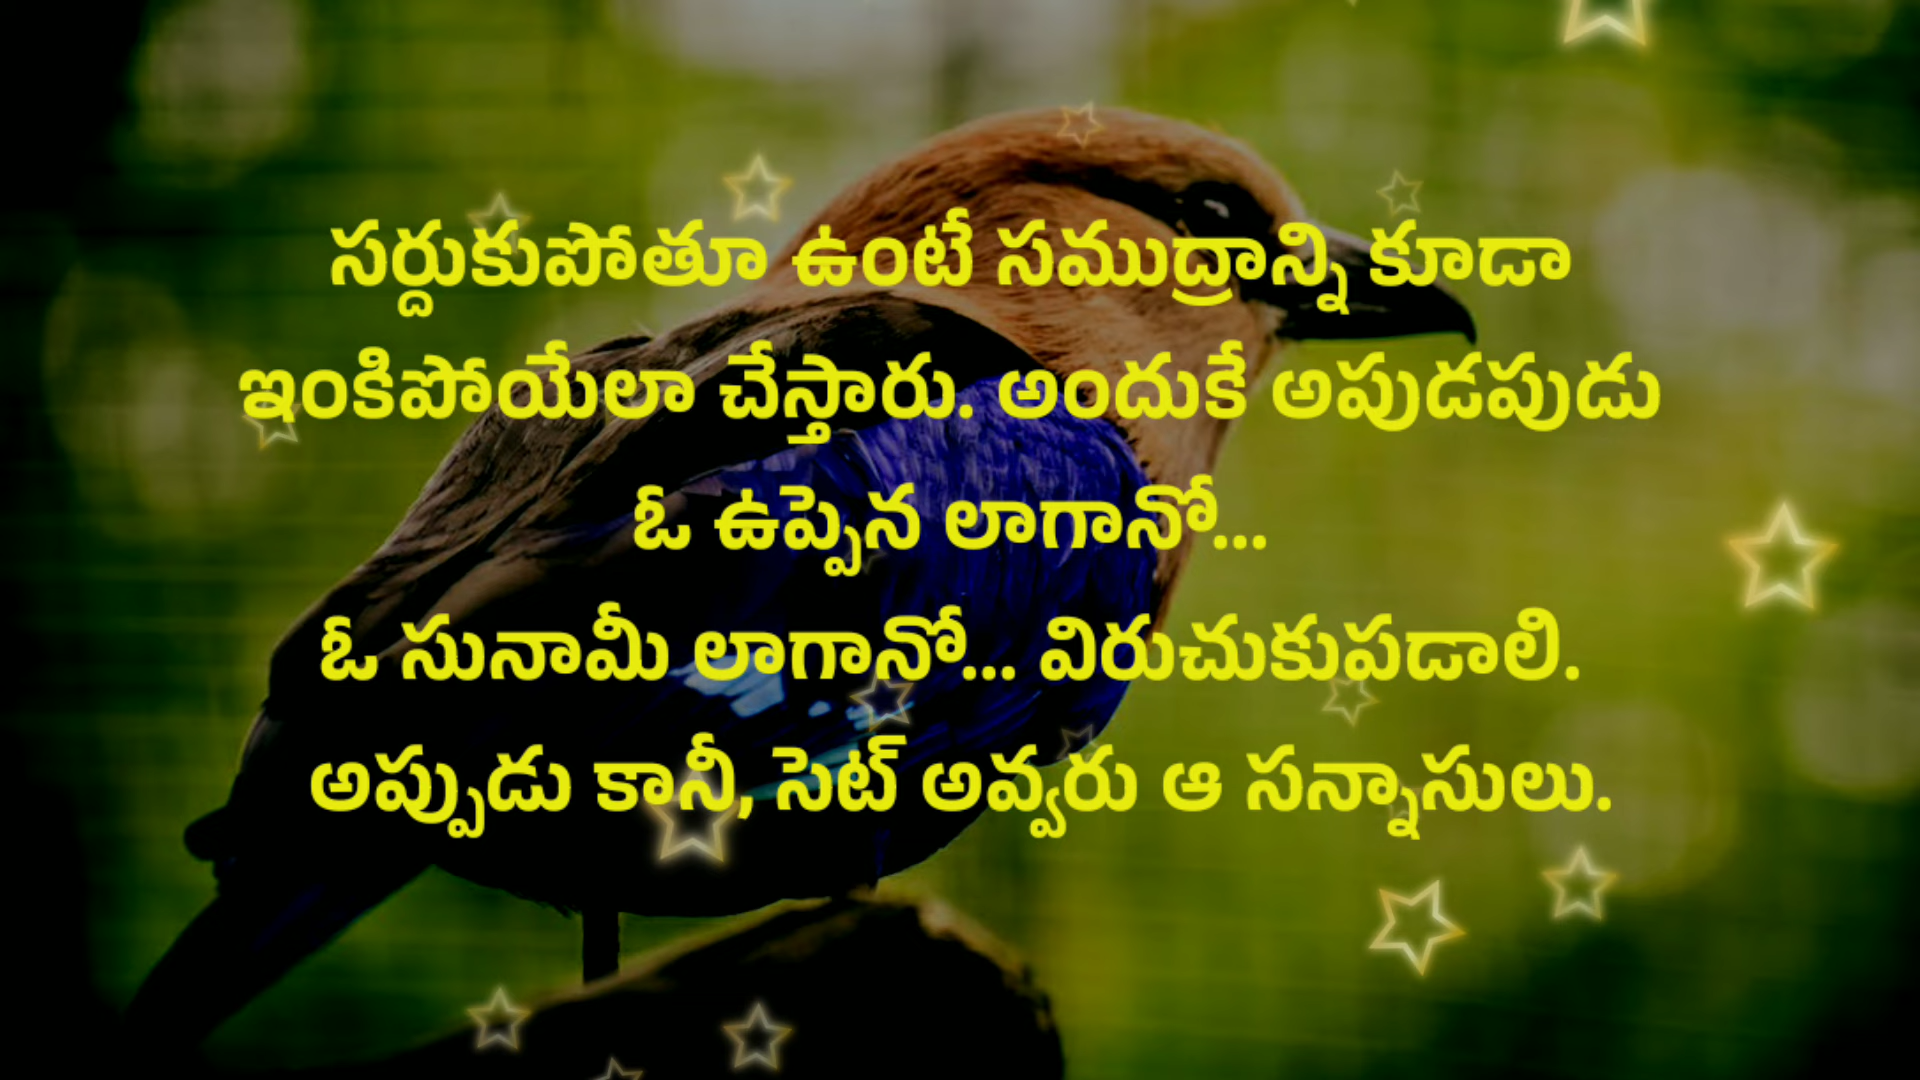 సర్దుకుపోతూ ఉంటే సముద్రాన్ని కూడా
ఇంకిపోయేలా చేస్తారు. అందుకే అపుడపుడు
ఓ ఉప్పెన లాగానో...
ఓ సునామీ లాగానో... విరుచుకుపడాలి.
అప్పుడు కానీ, సెట్ అవ్వరు ఆ సన్నాసులు.